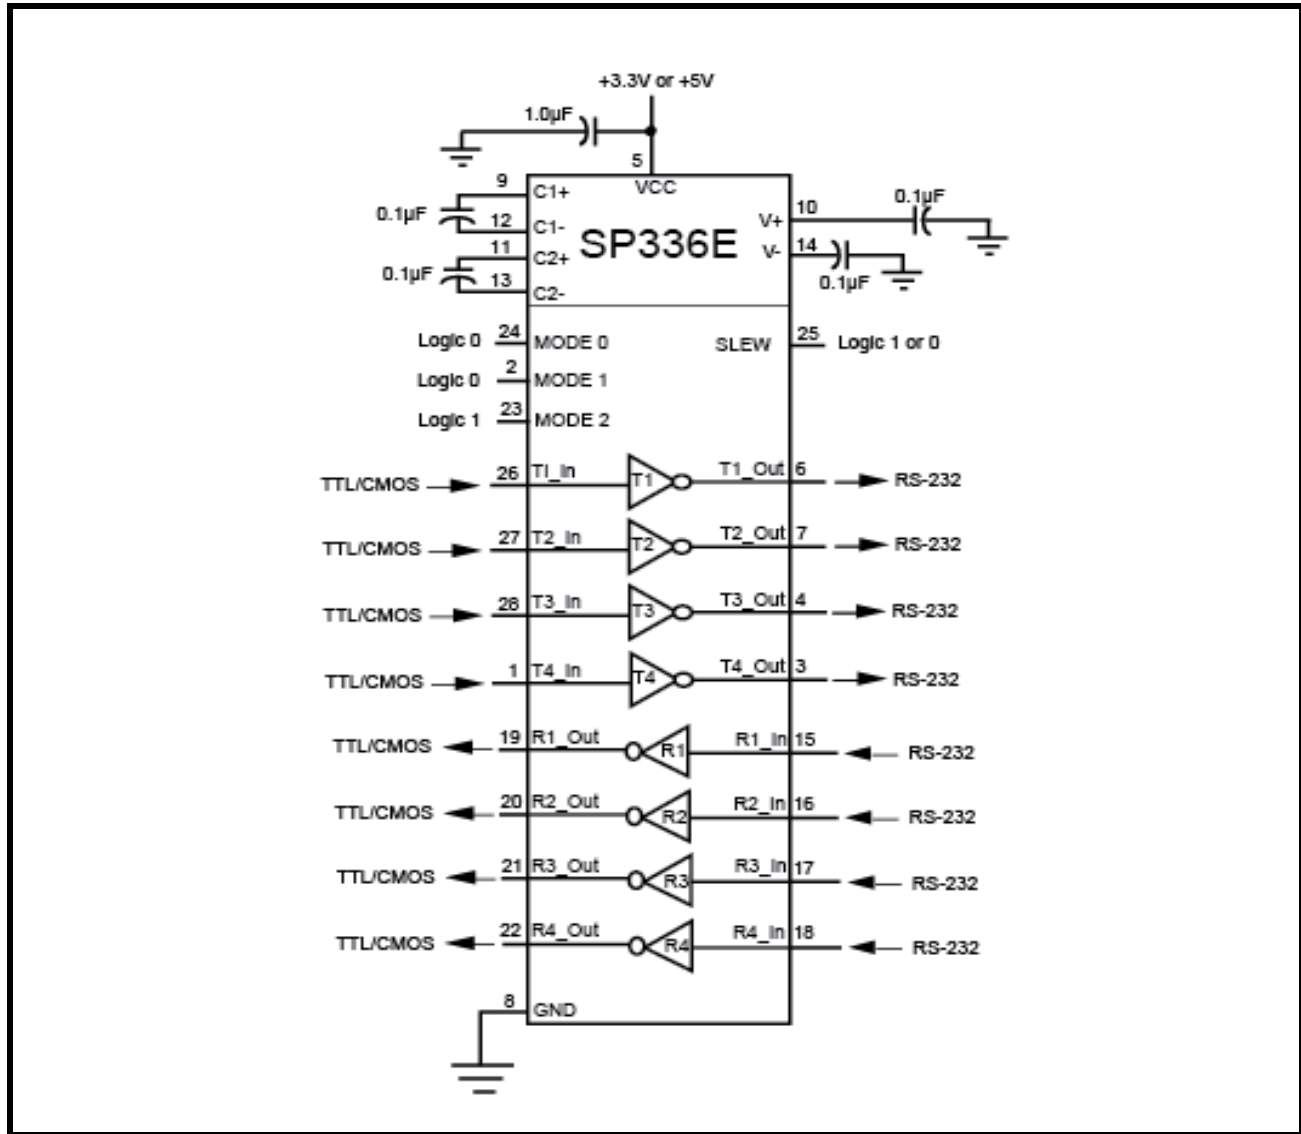 +3.3V or +5V
1.0µF
5
VCC
9 C1+
0.1µF
12 C1-
11 C2+
0.1µF
13 C2-
SP336E
V+ 10 0.1µF
V- 14
0.1µF
Logic 0 24 MODE 0
SLEW 25 Logic 1 or 0
Logic 0 2 MODE 1
Logic 1 23 MODE 2
TTL/CMOS 26 TI_In T1 T1_Out 6 RS-232
TTL/CMOS 27 T2_In T2 T2_Out 7 RS-232
TTL/CMOS 28 T3_In T3 T3_Out 4 RS-232
TTL/CMOS 1 T4_In T4 T4_Out 3 RS-232
TTL/CMOS 19 R1_Out R1 R1_In 15 RS-232
TTL/CMOS 20 R2_Out R2 R2_In 16 RS-232
TTL/CMOS 21 R3_Out R3 R3_In 17 RS-232
TTL/CMOS 22 R4_Out R4 R4_In 18 RS-232
8 GND